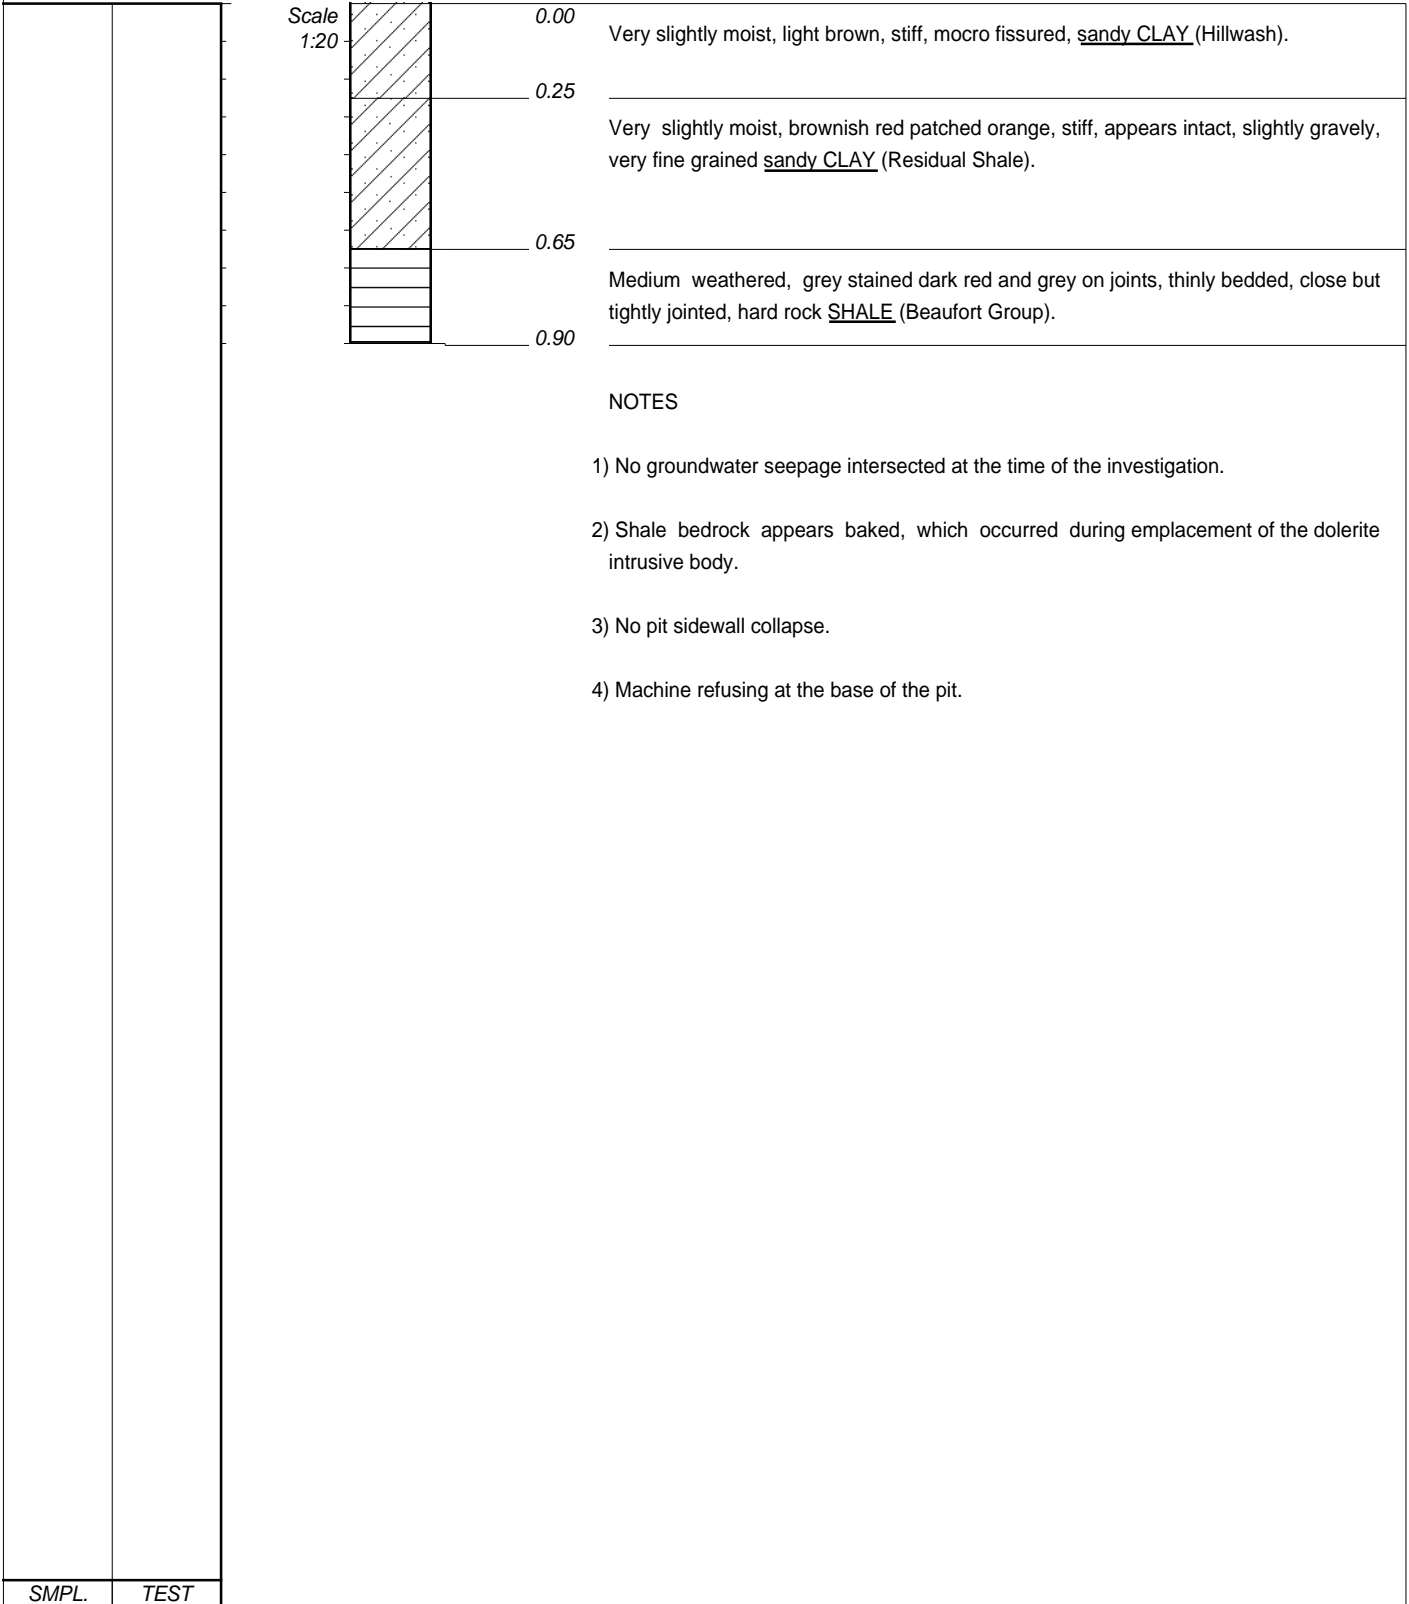 Scale
1:20
0.00
Very slightly moist, light brown, stiff, mocro fissured, sandy CLAY (Hillwash).
0.25
Very slightly moist, brownish red patched orange, stiff, appears intact, slightly gravely,
very fine grained sandy CLAY (Residual Shale).
0.65
Medium weathered, grey stained dark red and grey on joints, thinly bedded, close but
tightly jointed, hard rock SHALE (Beaufort Group).
0.90
NOTES
1) No groundwater seepage intersected at the time of the investigation.
2) Shale bedrock appears baked, which occurred during emplacement of the dolerite
intrusive body.
3) No pit sidewall collapse.
4) Machine refusing at the base of the pit.
SMPL. TEST